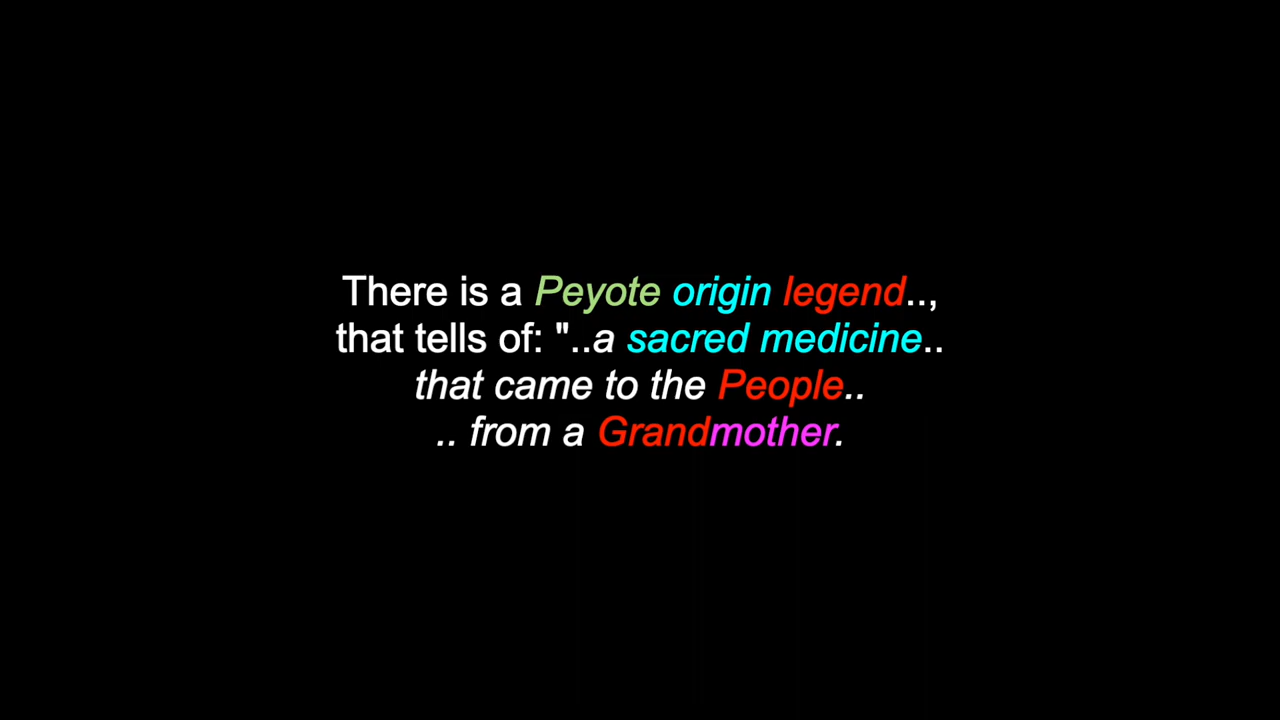 There is a Peyote origin legend..,
that tells of: "..a sacred medicine..
that came to the People..
.. from a Grandmother.